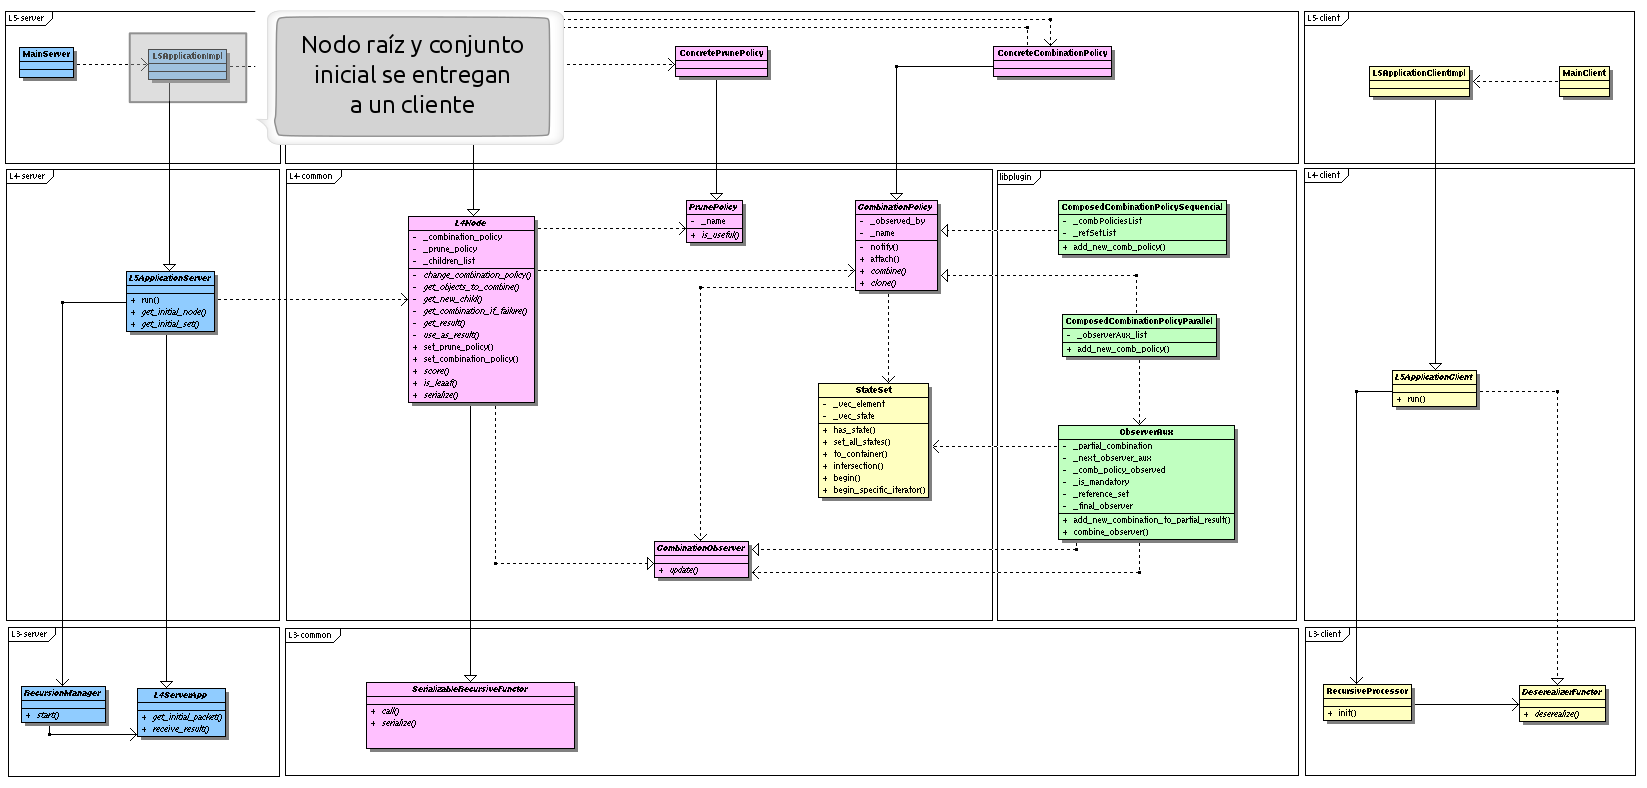 L5-server
MainServer
L5ApplicationImpl
Nodo raíz y conjunto
inicial se entregan
a un cliente
ConcretePrunePolicy
ConcreteCombinationPolicy
L5-client
L5ApplicationClientImpl
MainClient
L4-server
L5ApplicationServer
+ run()
+ get_initial_node()
+ get_initial_set()
L4-common
L4Node
- _combination_policy
- _prune_policy
- _children_list
- change_combination_policy()
- get_objects_to_combine()
- get_new_child()
- get_combination_if_failure()
- get_result()
- use_as_result()
+ set_prune_policy()
+ set_combination_policy()
+ score()
+ is_leaaf()
+ serialize()
PrunePolicy
- _name
+ is_useful()
CombinationPolicy
- _observed_by
- _name
- notify()
+ attach()
+ combine()
+ clone()
StateSet
- _vec_element
- _vec_state
+ has_state()
+ set_all_states()
+ to_container()
+ intersection()
+ begin()
+ begin_specific_iterator()
CombinationObserver
+ update()
libplugin
ComposedCombinationPolicySequencial
- _combPoliciesList
- _refSetList
+ add_new_comb_policy()
ComposedCombinationPolicyParallel
- _observerAux_list
+ add_new_comb_policy()
ObserverAux
- _partial_combination
- _next_observer_aux
- _comb_policy_observed
- _is_mandatory
- _reference_set
- _final_observer
+ add_new_combination_to_partial_result()
+ combine_observer()
L4-client
L5ApplicationClient
+ run()
L3-server
RecursionManager
+ start()
L4ServerApp
+ get_initial_packet()
+ receive_result()
L3-common
SerializableRecursiveFunctor
+ call()
+ serialize()
L3-client
RecursiveProcessor
+ init()
DeserealizerFunctor
+ deserealize()